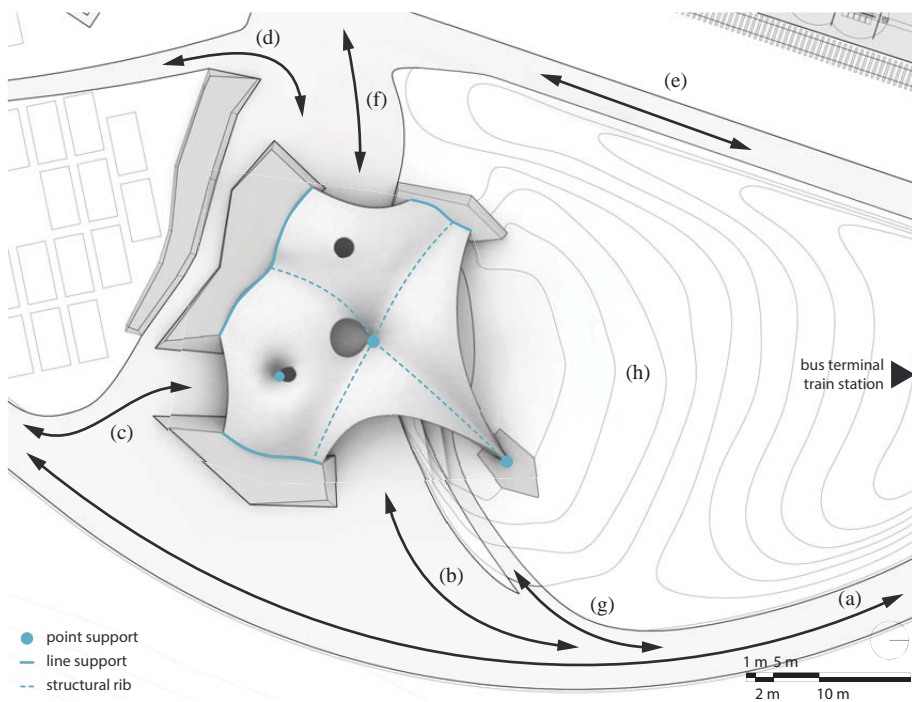 (d)
(e)
(f)
(h)
bus terminal
train station
(c)
(b)
(g)
(a)
point support
line support
structural rib
1 m 5 m
2 m 10 m